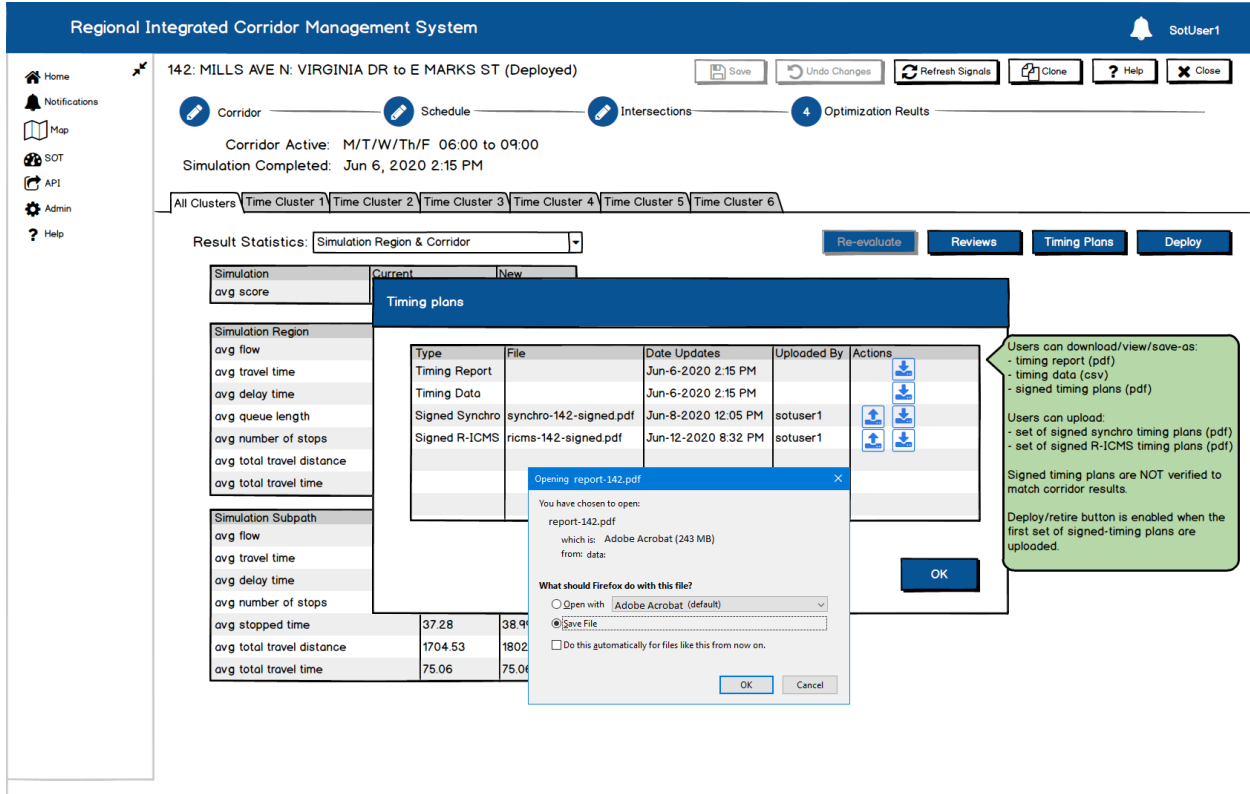 Regional Integrated Corridor Management System
SotUser1
Home
Notifications
Map
SOT
API
Admin
Help
142: MILLS AVE N: VIRGINIA DR to E MARKS ST (Deployed)
Save
Undo Changes
Refresh Signals
Clone
? Help
Close
Corridor
Schedule
Intersections
4 Optimization Reults
Corridor Active: M/T/W/Th/F 06:00 to 09:00
Simulation Completed: Jun 6, 2020 2:15 PM
All Clusters Time Cluster 1 Time Cluster 2 Time Cluster 3 Time Cluster 4 Time Cluster 5 Time Cluster 6
Result Statistics: Simulation Region & Corridor
Re-evaluate
Reviews
Timing Plans
Deploy
Simulation Current New
avg score
Simulation Region
avg flow
avg travel time
avg delay time
avg queue length
avg number of stops
avg total travel distance
avg total travel time
Simulation Subpath
avg flow
avg travel time
avg delay time
avg number of stops
avg stopped time 37.28 38.9
avg total travel distance 1704.53 1802
avg total travel time 75.06 75.06
Timing plans
Type File Date Updates Uploaded By Actions
Timing Report Jun-6-2020 2:15 PM
Timing Data Jun-6-2020 2:15 PM
Signed Synchro synchro-142-signed.pdf Jun-8-2020 12:05 PM sotuser1
Signed R-ICMS ricms-142-signed.pdf Jun-12-2020 8:32 PM sotuser1
OK
Opening report-142.pdf
You have chosen to open:
report-142.pdf
which is: Adobe Acrobat (243 MB)
from: data:
What should Firefox do with this file?
Open with Adobe Acrobat (default)
Save File
Do this automatically for files like this from now on.
OK
Cancel
Users can download/view/save-as:
- timing report (pdf)
- timing data (csv)
- signed timing plans (pdf)
Users can upload:
- set of signed synchro timing plans (pdf)
- set of signed R-ICMS timing plans (pdf)
Signed timing plans are NOT verified to
match corridor results.
Deploy/retire button is enabled when the
first set of signed-timing plans are
uploaded.